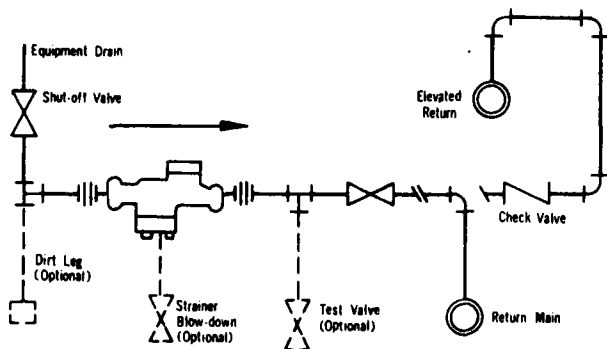 Equipment Drain
Shut-off Valve
Elevated
Return
Check Valve
Dirt Leg
(Optional)
Strainer
Blow-down
(Optional)
Test Valve
(Optional)
Return Main